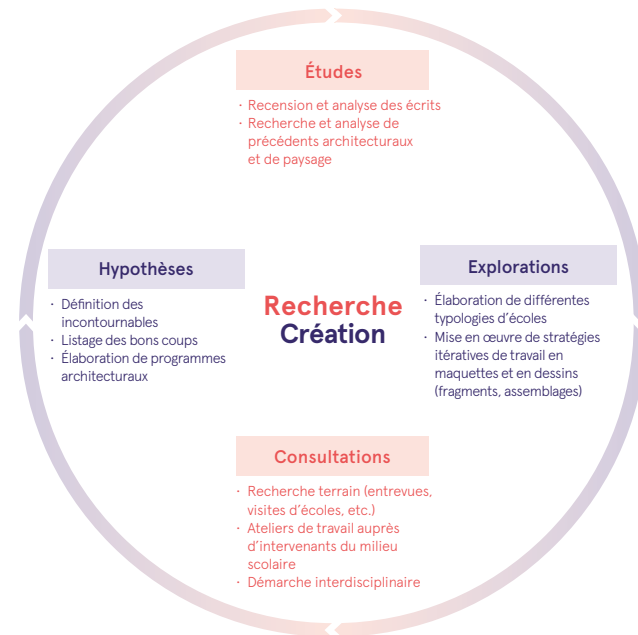 Études
· Recension et analyse des écrits
· Recherche et analyse de
précédents architecturaux
et de paysage
Hypothèses
· Définition des
incontournables
· Listage des bons coups
· Élaboration de programmes
architecturaux
Recherche
Création
Explorations
· Élaboration de différentes
typologies d'écoles
· Mise en œuvre de stratégies
itératives de travail en
maquettes et en dessins
(fragments, assemblages)
Consultations
· Recherche terrain (entrevues,
visites d'écoles, etc.)
· Ateliers de travail auprès
d'intervenants du milieu
scolaire
· Démarche interdisciplinaire